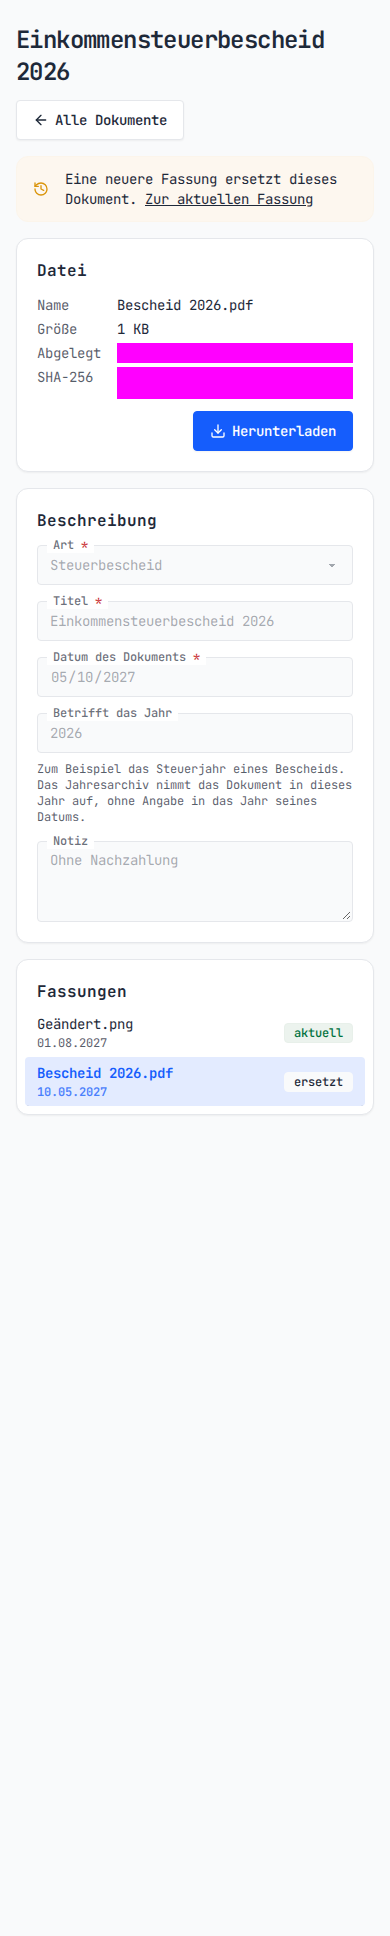 Einkommensteuerbescheid
2026
Alle Dokumente
Eine neuere Fassung ersetzt dieses
Dokument. Zur aktuellen Fassung
Datei
Name Bescheid 2026.pdf
Größe 1 KB
Abgelegt
SHA-256
Herunterladen
Beschreibung
Art *
Steuerbescheid
Titel *
Einkommensteuerbescheid 2026
Datum des Dokuments *
05/10/2027
Betrifft das Jahr
2026
Zum Beispiel das Steuerjahr eines Bescheids.
Das Jahresarchiv nimmt das Dokument in dieses
Jahr auf, ohne Angabe in das Jahr seines
Datums.
Notiz
Ohne Nachzahlung
Fassungen
Geändert.png
01.08.2027
aktuell
Bescheid 2026.pdf
10.05.2027
ersetzt